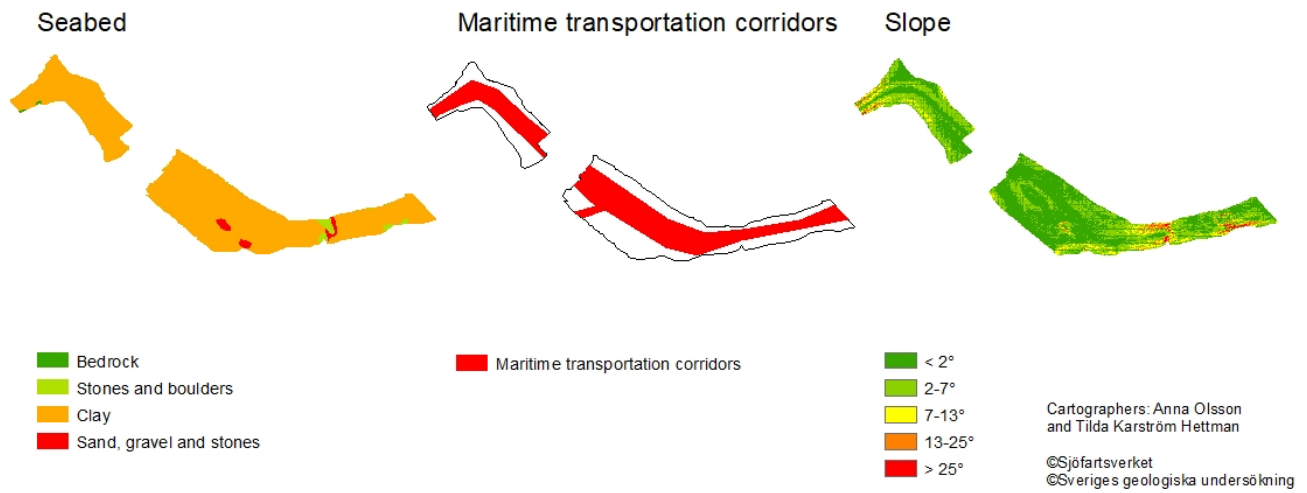 Seabed
Maritime transportation corridors
Slope
Bedrock
Stones and boulders
Clay
Sand, gravel and stones
Maritime transportation corridors
< 2°
2-7°
7-13°
13-25°
> 25°
Cartographers: Anna Olsson
and Tilda Karström Hettman
©Sjöfartsverket
©Sveriges geologiska undersökning